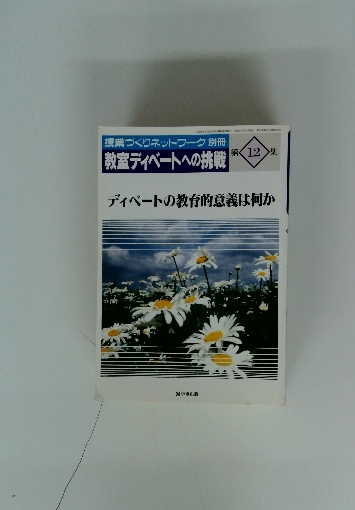 授業づくりネットワーク 別冊
教室ディベートへの挑戦 第12集
ディベートの教育的意義は何か